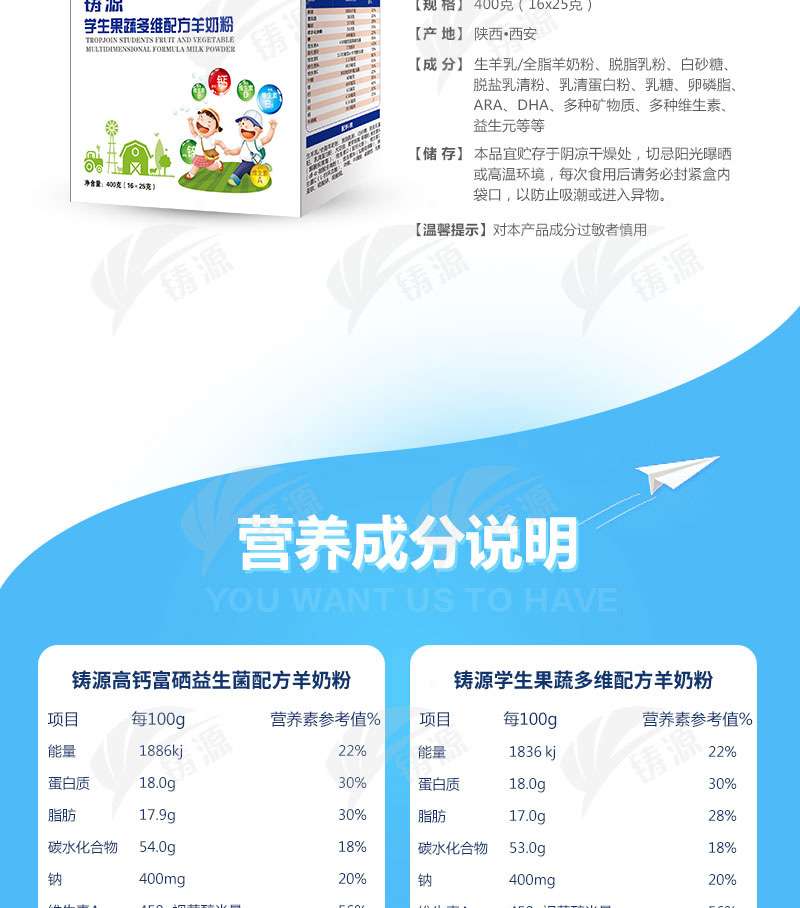 铸源
学生果蔬多维配方羊奶粉
TROPJOIN STUDENTS FRUIT AND VEGETABLE
MULTIDIMENSIONAL FORMULA MILK POWDER
钙
净含量：400克（16×25克）
【规 格】 400克（16x25克）
【产 地】 陕西•西安
【成 分】 生羊乳/全脂羊奶粉、脱脂乳粉、白砂糖、
脱盐乳清粉、乳清蛋白粉、乳糖、卵磷脂、
ARA、DHA、多种矿物质、多种维生素、
益生元等等
【储 存】 本品宜贮存于阴凉干燥处，切忌阳光曝晒
或高温环境，每次食用后请务必封紧盒内
袋口，以防止吸潮或进入异物。
【温馨提示】对本产品成分过敏者慎用
营养成分说明
YOU WANT US TO HAVE
铸源高钙富硒益生菌配方羊奶粉
项目 每100g 营养素参考值%
能量 1886kj 22%
蛋白质 18.0g 30%
脂肪 17.9g 30%
碳水化合物 54.0g 18%
钠 400mg 20%
铸源学生果蔬多维配方羊奶粉
项目 每100g 营养素参考值%
能量 1836 kj 22%
蛋白质 18.0g 30%
脂肪 17.0g 28%
碳水化合物 53.0g 18%
钠 400mg 20%